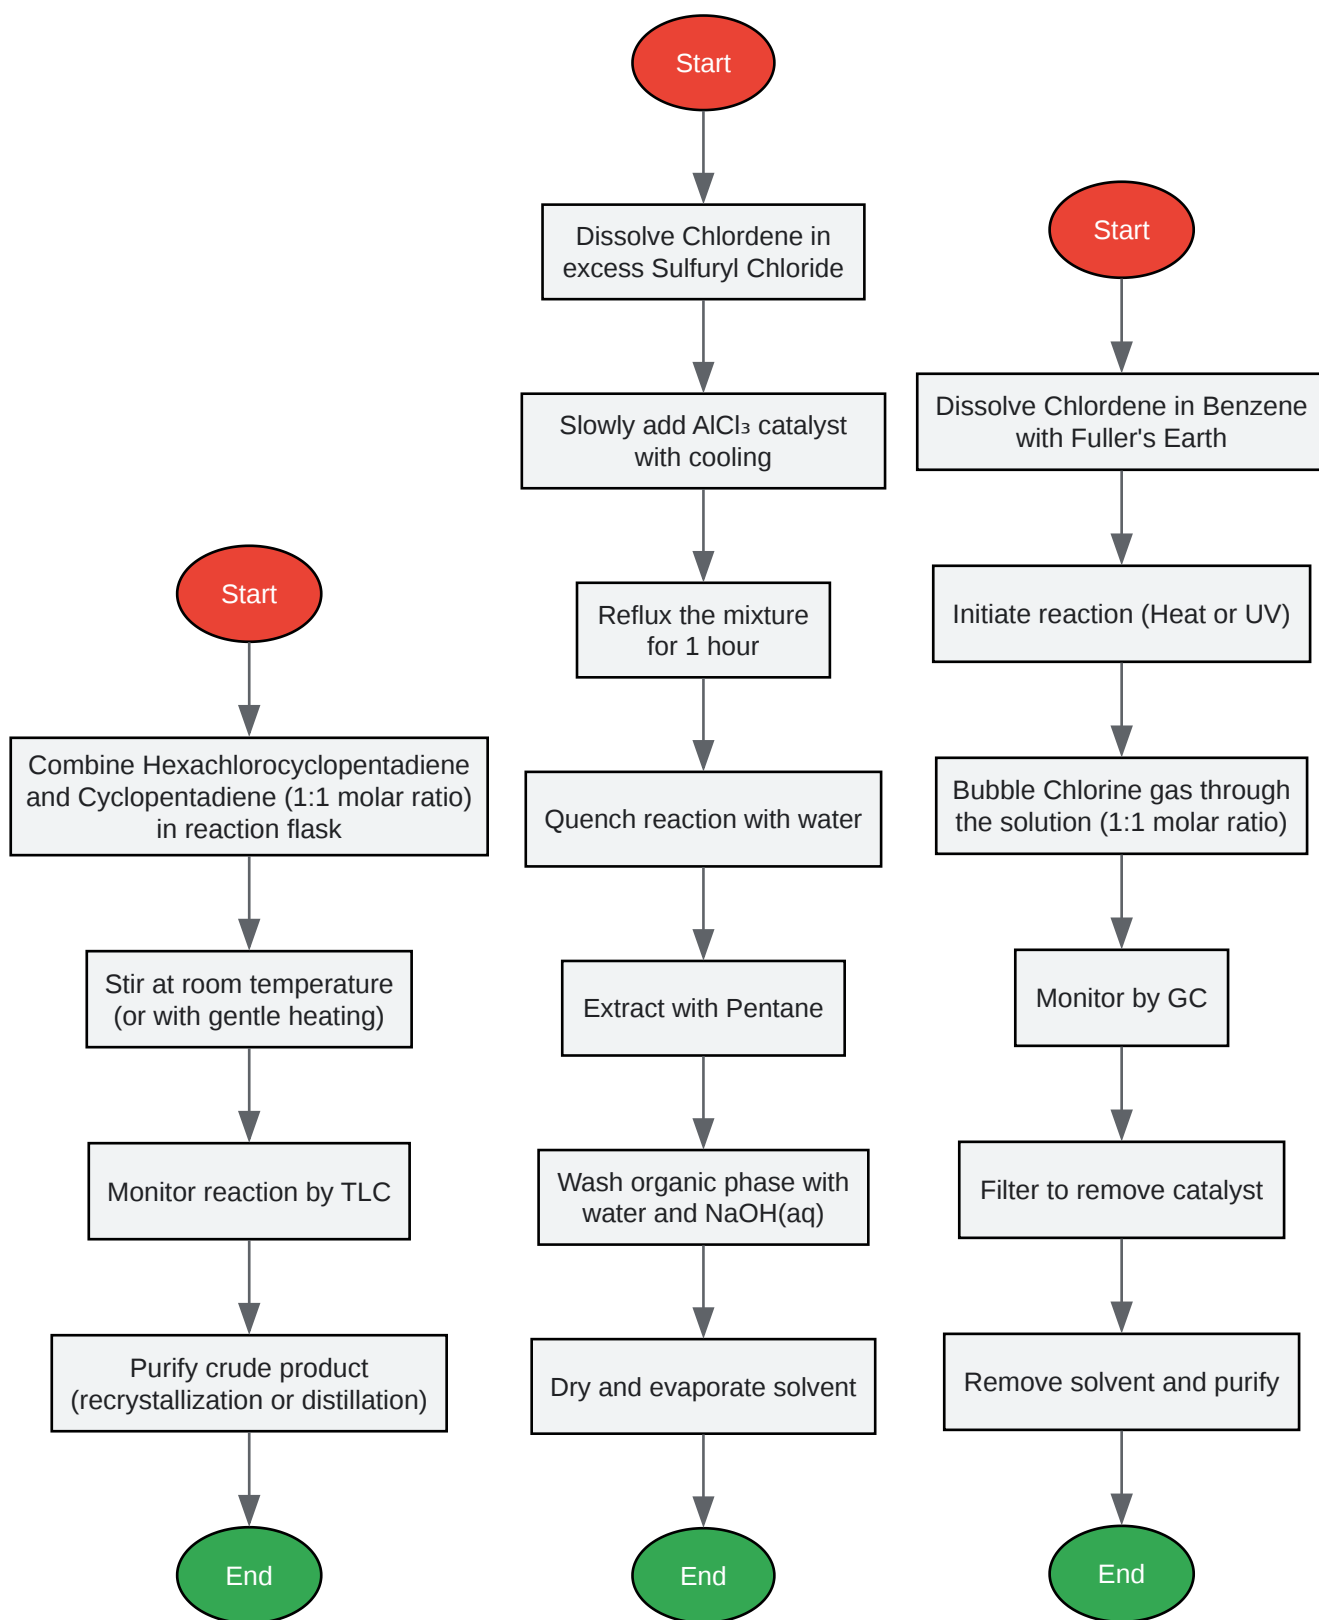 Start
Combine Hexachlorocyclopentadiene
and Cyclopentadiene (1:1 molar ratio)
in reaction flask
Stir at room temperature
(or with gentle heating)
Monitor reaction by TLC
Purify crude product
(recrystallization or distillation)
End
Start
Dissolve Chlordene in
excess Sulfuryl Chloride
Slowly add AlCl₃ catalyst
with cooling
Reflux the mixture
for 1 hour
Quench reaction with water
Extract with Pentane
Wash organic phase with
water and NaOH(aq)
Dry and evaporate solvent
End
Start
Dissolve Chlordene in Benzene
with Fuller's Earth
Initiate reaction (Heat or UV)
Bubble Chlorine gas through
the solution (1:1 molar ratio)
Monitor by GC
Filter to remove catalyst
Remove solvent and purify
End